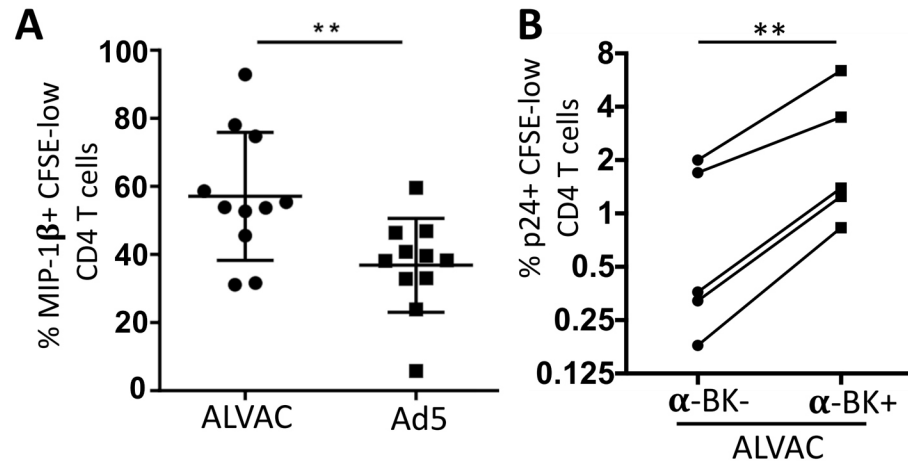 A
% MIP-1β+ CFSE-low
CD4 T cells
100
80
60
40
20
0
**
ALVAC
Ad5
B
% p24+ CFSE-low
CD4 T cells
8
4
2
1
0.5
0.25
0.125
**
α-BK-
α-BK+
ALVAC